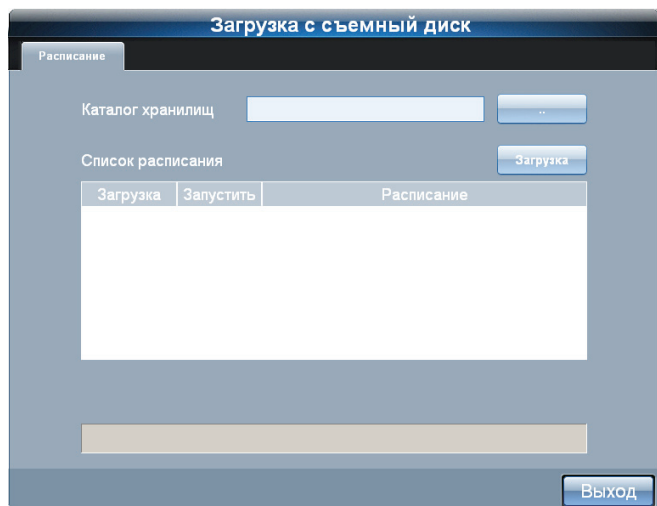 Загрузка с съемный диск
Расписание
Каталог хранилищ
..
Список расписания
Загрузка
Загрузка Запустить Расписание
Выход